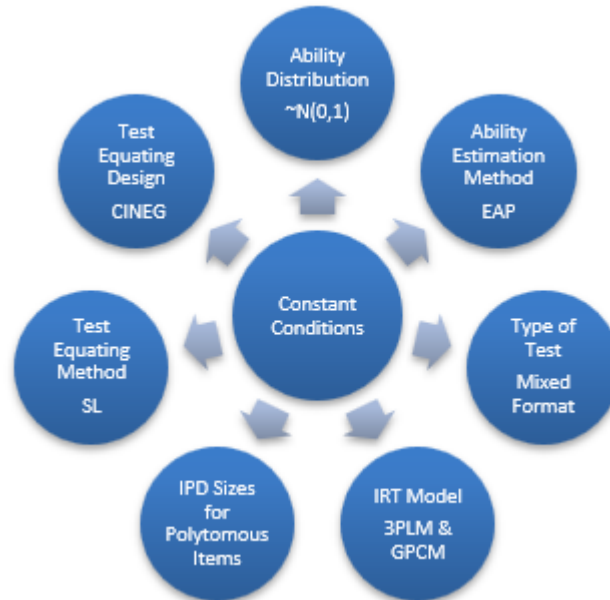 Ability
Distribution
~N(0,1)
Ability
Estimation
Method
EAP
Type of
Test
Mixed
Format
IRT Model
3PLM &
GPCM
IPD Sizes
for
Polytomous
Items
Test
Equating
Method
SL
Test
Equating
Design
CINEG
Constant
Conditions